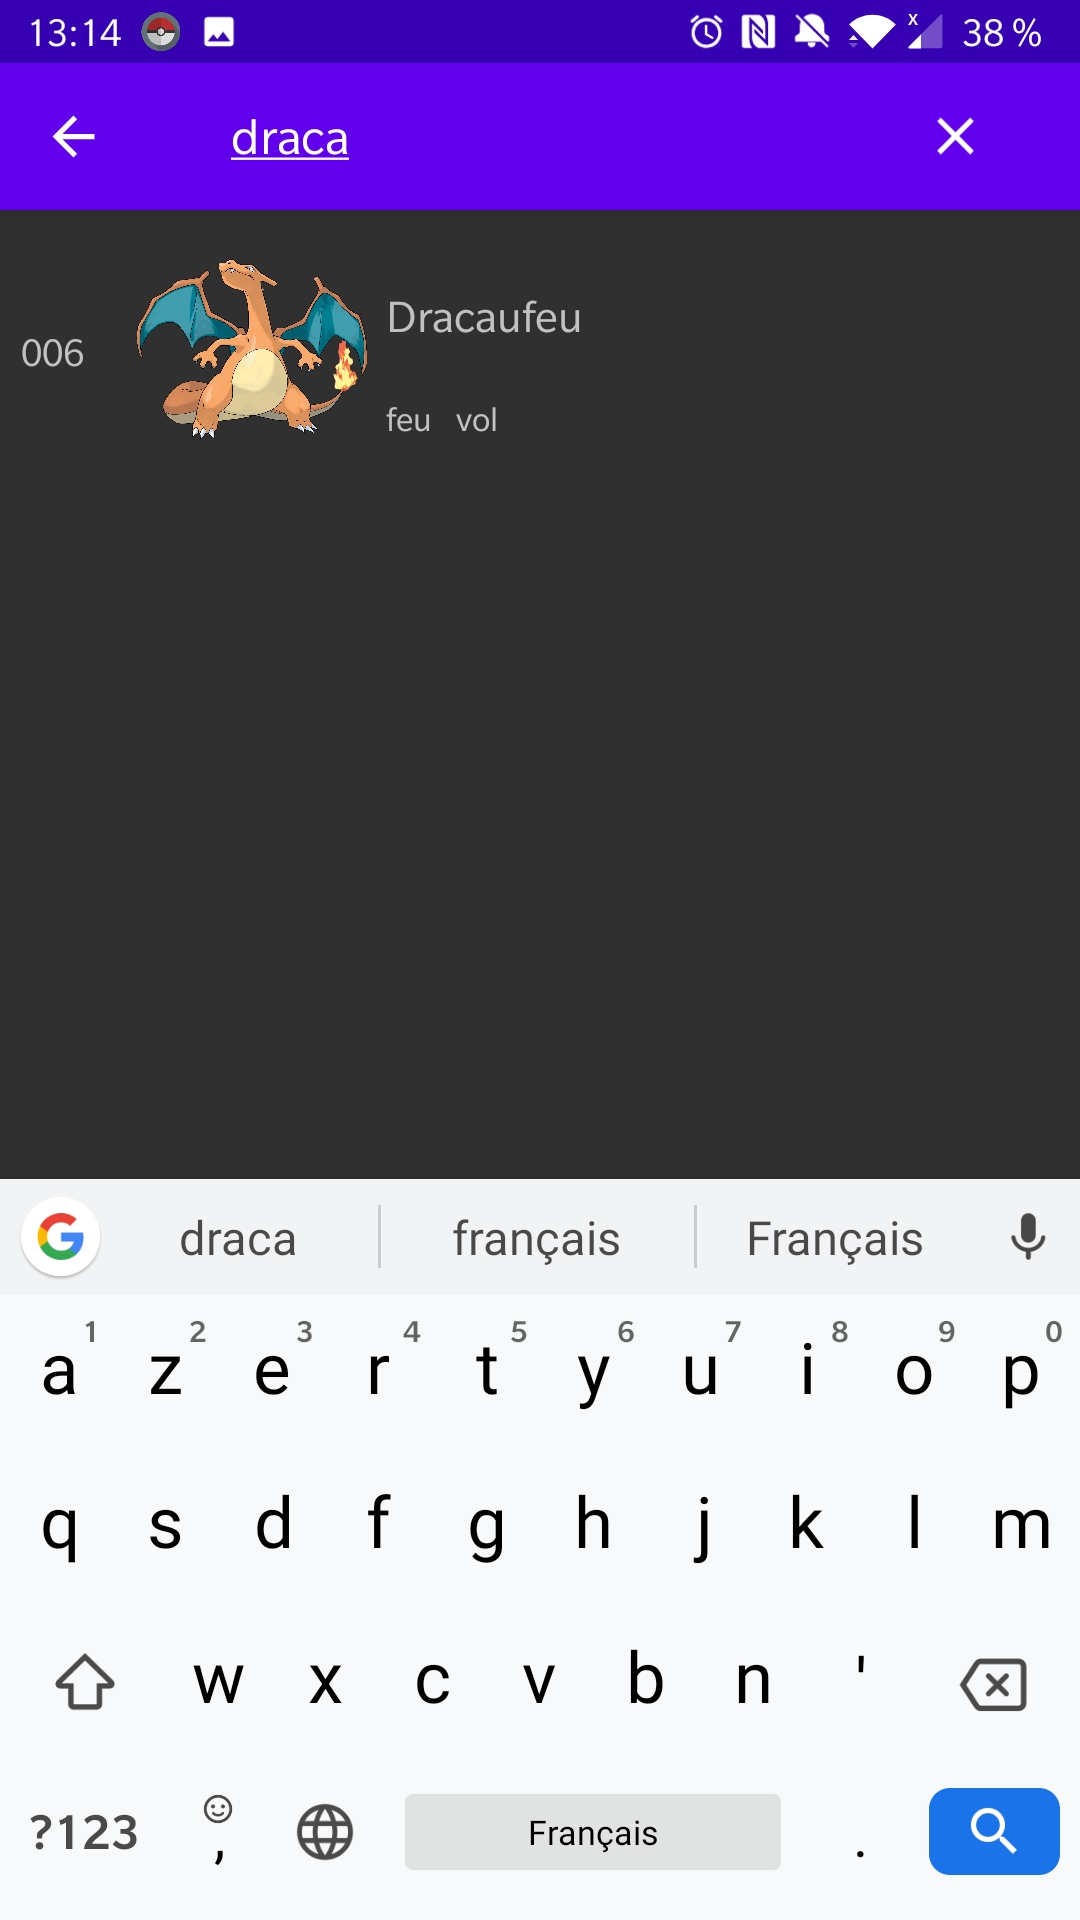 13:14 38 %
draca
006
Dracaufeu
feu vol
draca français Français
1 2 3 4 5 6 7 8 9 0
a z e r t y u i o p
q s d f g h j k l m
w x c v b n '
?123 , Français .